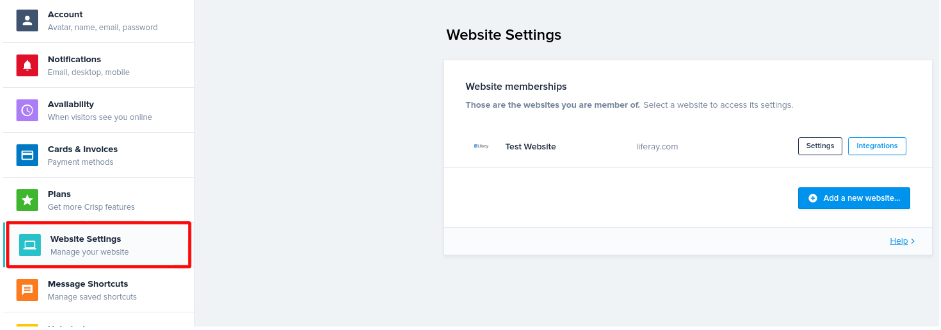 Account
Avatar, name, email, password
Notifications
Email, desktop, mobile
Availability
When visitors see you online
Cards & Invoices
Payment methods
Plans
Get more Crisp features
Website Settings
Manage your website
Message Shortcuts
Manage saved shortcuts
Website Settings
Website memberships
Those are the websites you are member of. Select a website to access its settings.
Liferay Test Website liferay.com Settings Integrations
Add a new website...
Help